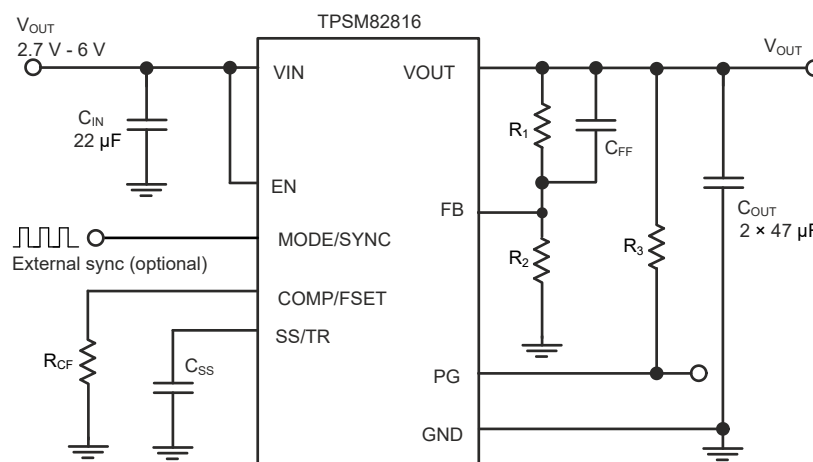 TPSM82816
VOUT
2.7 V - 6 V
VIN
VOUT
VOUT
CIN
22 µF
R1
CFF
EN
FB
COUT
2 × 47 µF
MODE/SYNC
External sync (optional)
R2
R3
COMP/FSET
SS/TR
RCF
CSS
PG
GND